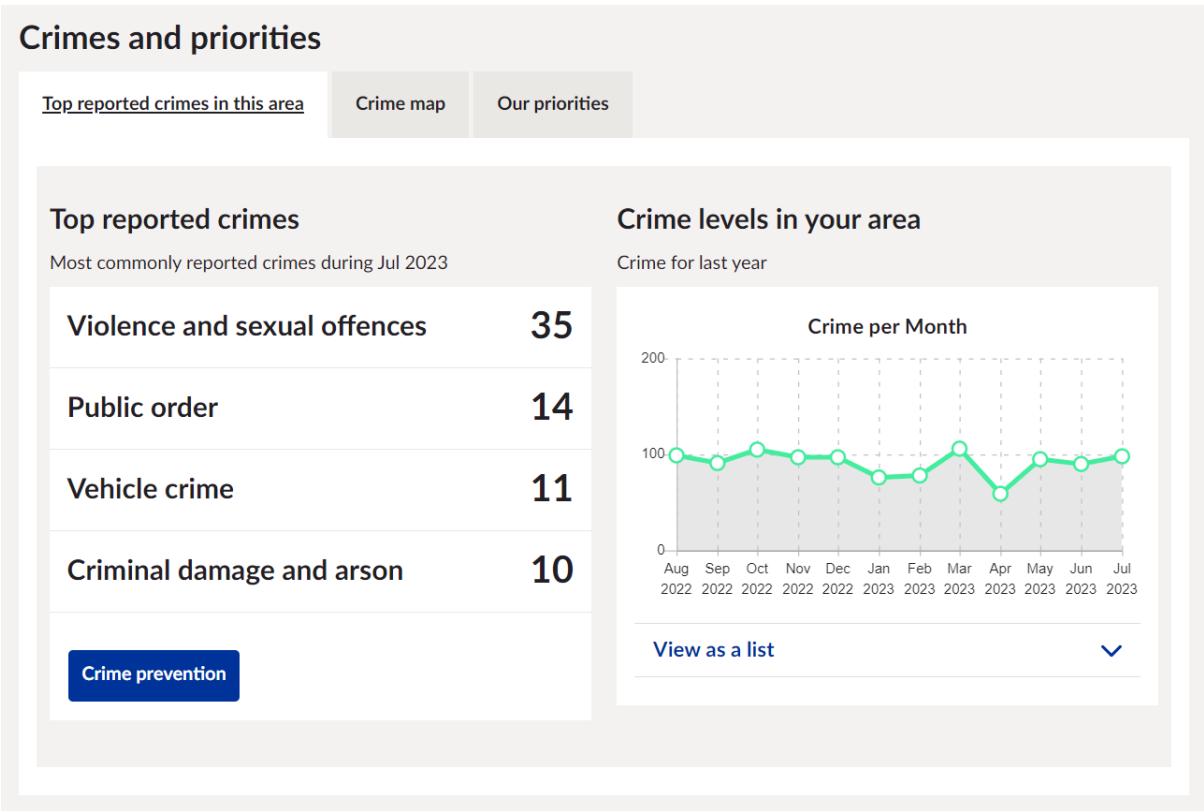 Crimes and priorities
Top reported crimes in this area
Crime map
Our priorities
Top reported crimes
Most commonly reported crimes during Jul 2023
Violence and sexual offences 35
Public order 14
Vehicle crime 11
Criminal damage and arson 10
Crime prevention
Crime levels in your area
Crime for last year
Crime per Month
200
100
0
Aug Sep Oct Nov Dec Jan Feb Mar Apr May Jun Jul
2022 2022 2022 2022 2022 2023 2023 2023 2023 2023 2023 2023
View as a list